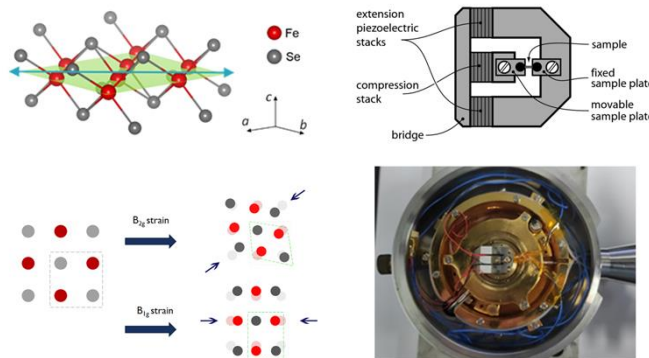 Fe
Se
c
a
b
extension
piezoelectric
stacks
compression
stack
bridge
sample
fixed
sample plate
movable
sample plate
B2g strain
B1g strain